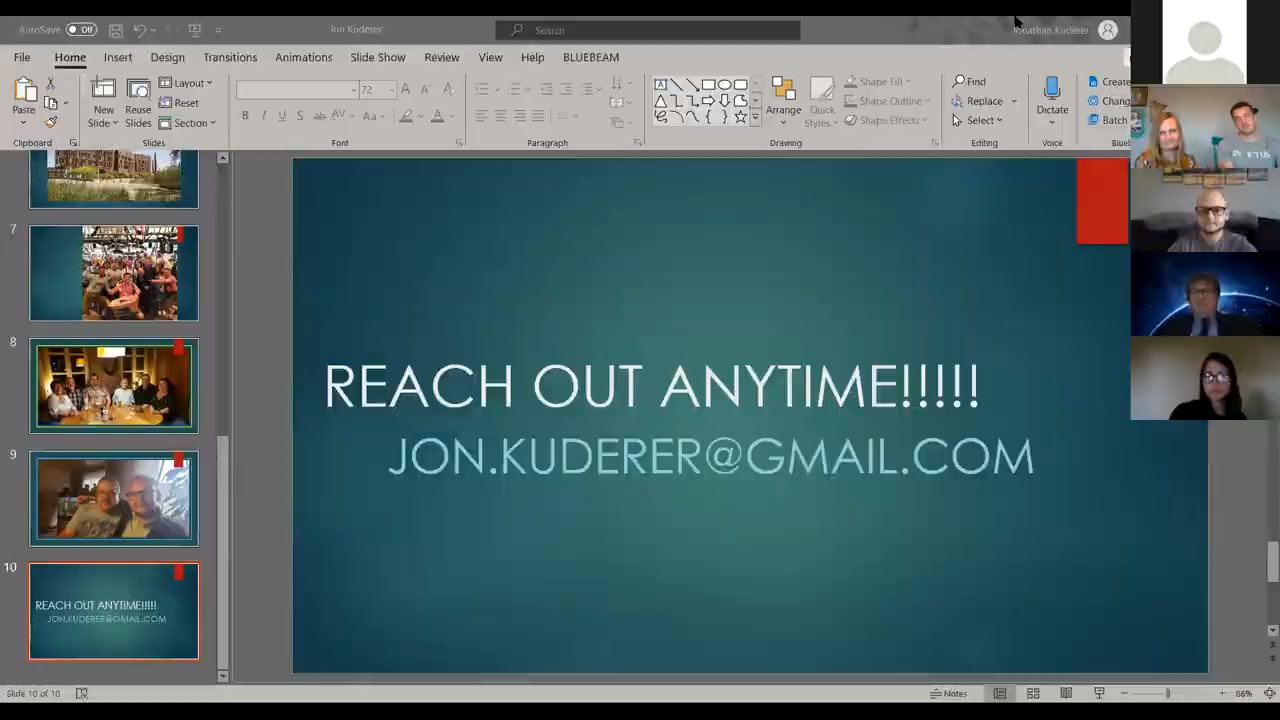 AutoSave Off
Jon Kuderer
Search
Jonathan Kuderer
File Home Insert Design Transitions Animations Slide Show Review View Help BLUEBEAM
Paste
New Slide
Reuse Slides
Layout
Reset
Section
72
Arrange
Quick Styles
Shape Fill
Shape Outline
Shape Effects
Find
Replace
Select
Dictate
Create
Chang
Batch
Clipboard Slides Font Paragraph Drawing Editing Voice
7
8
9
10
REACH OUT ANYTIME!!!!!
JON.KUDERER@GMAIL.COM
REACH OUT ANYTIME!!!!!
JON.KUDERER@GMAIL.COM
Slide 10 of 10
Notes
86%